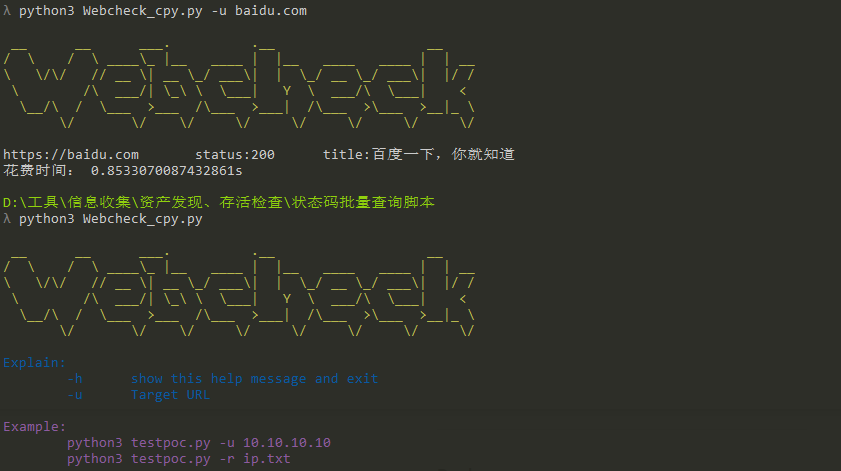 λ python3 Webcheck_cpy.py -u baidu.com
Webcheck
https://baidu.com status:200 title:百度一下，你就知道
花费时间： 0.8533070087432861s
D:\工具\信息收集\资产发现、存活检查\状态码批量查询脚本
λ python3 Webcheck_cpy.py
Webcheck
Explain:
-h show this help message and exit
-u Target URL
Example:
python3 testpoc.py -u 10.10.10.10
python3 testpoc.py -r ip.txt